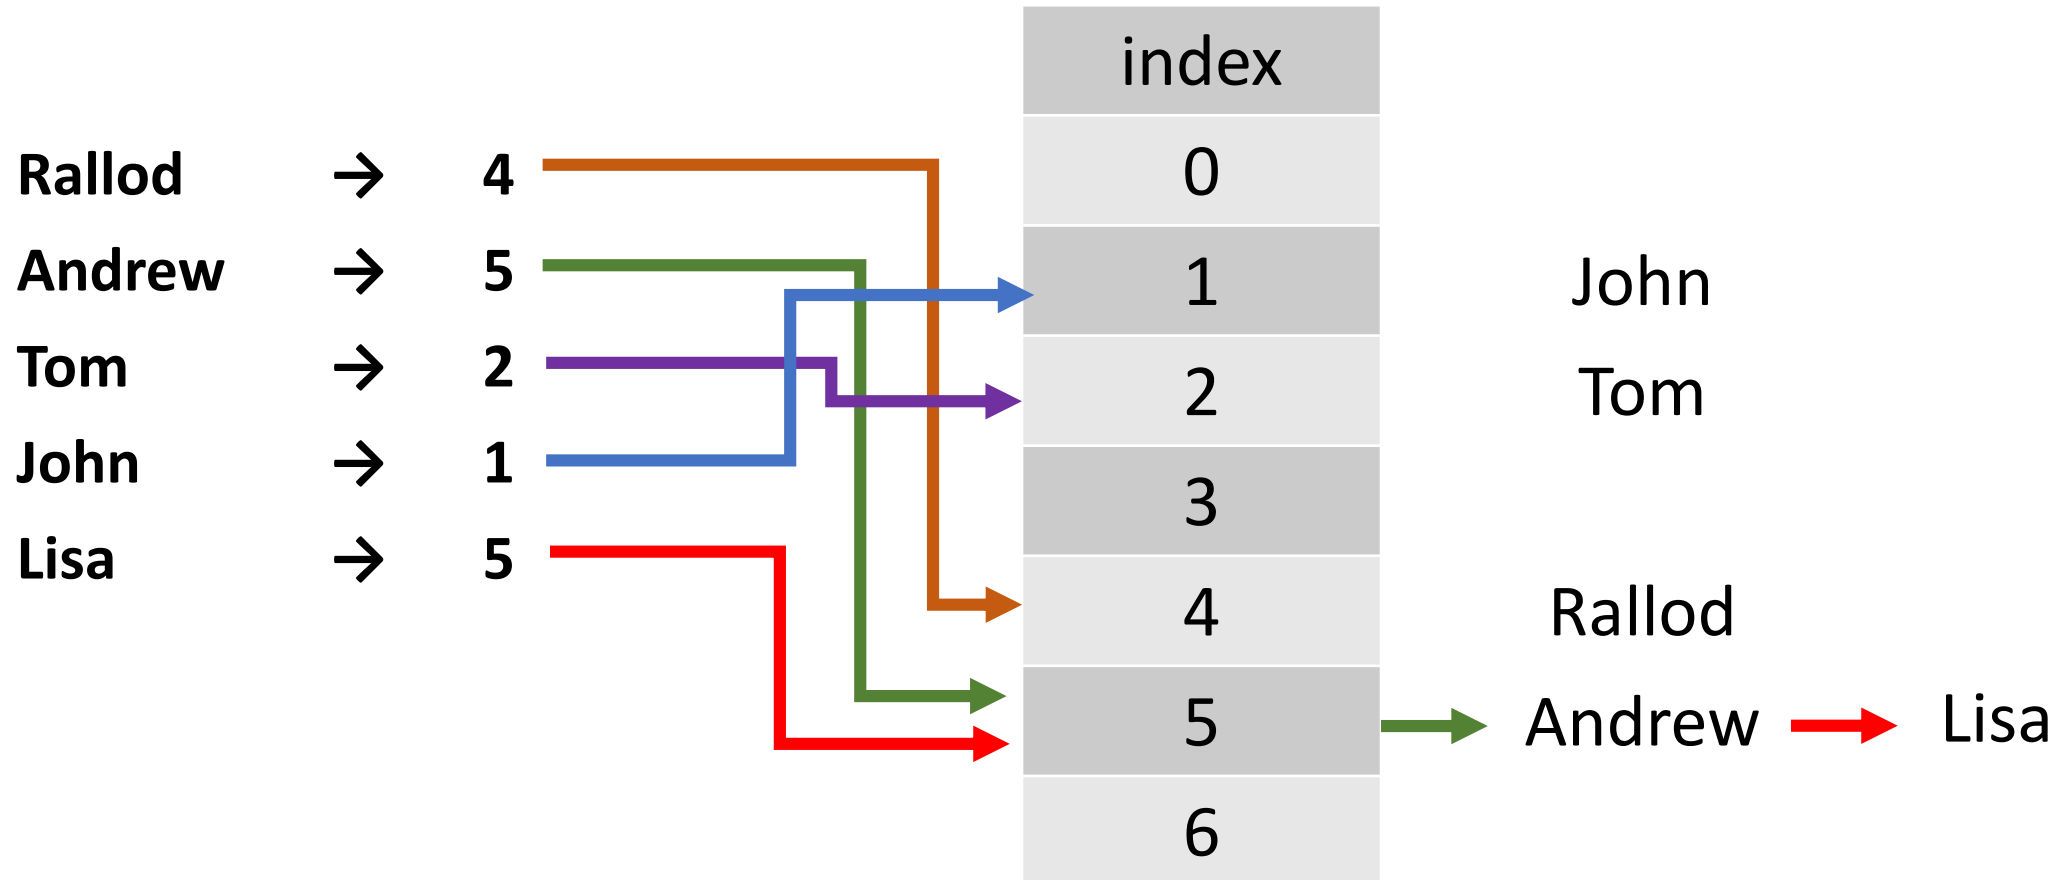 index
0
Rallod → 4
Andrew → 5
1 John
Tom → 2
2 Tom
John → 1
3
Lisa → 5
4 Rallod
5 Andrew Lisa
6